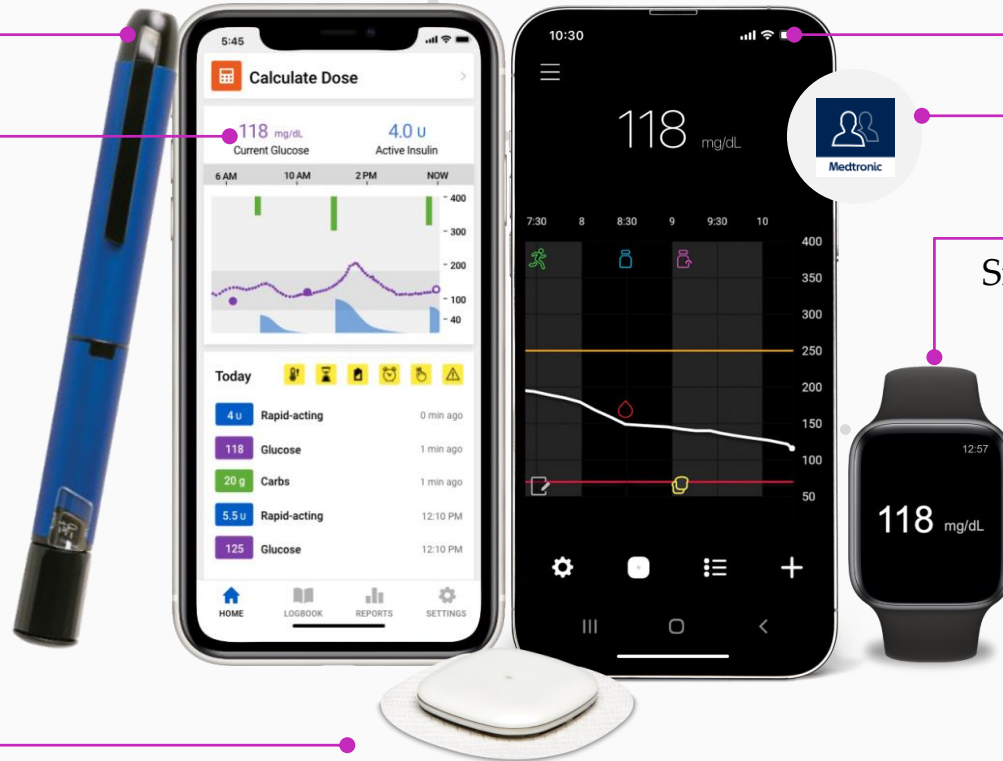 5:45
Calculate Dose
118 mg/dL
Current Glucose
4.0 U
Active Insulin
6 AM 10 AM 2 PM NOW
400
300
200
100
40
Today
4 U Rapid-acting 0 min ago
118 Glucose 1 min ago
20 g Carbs 1 min ago
5.5 U Rapid-acting 12:10 PM
125 Glucose 12:10 PM
HOME LOGBOOK REPORTS SETTINGS
10:30
118 mg/dL
7:30 8 8:30 9 9:30 10
400
350
300
250
200
150
100
50
Medtronic
12:57
118 mg/dL